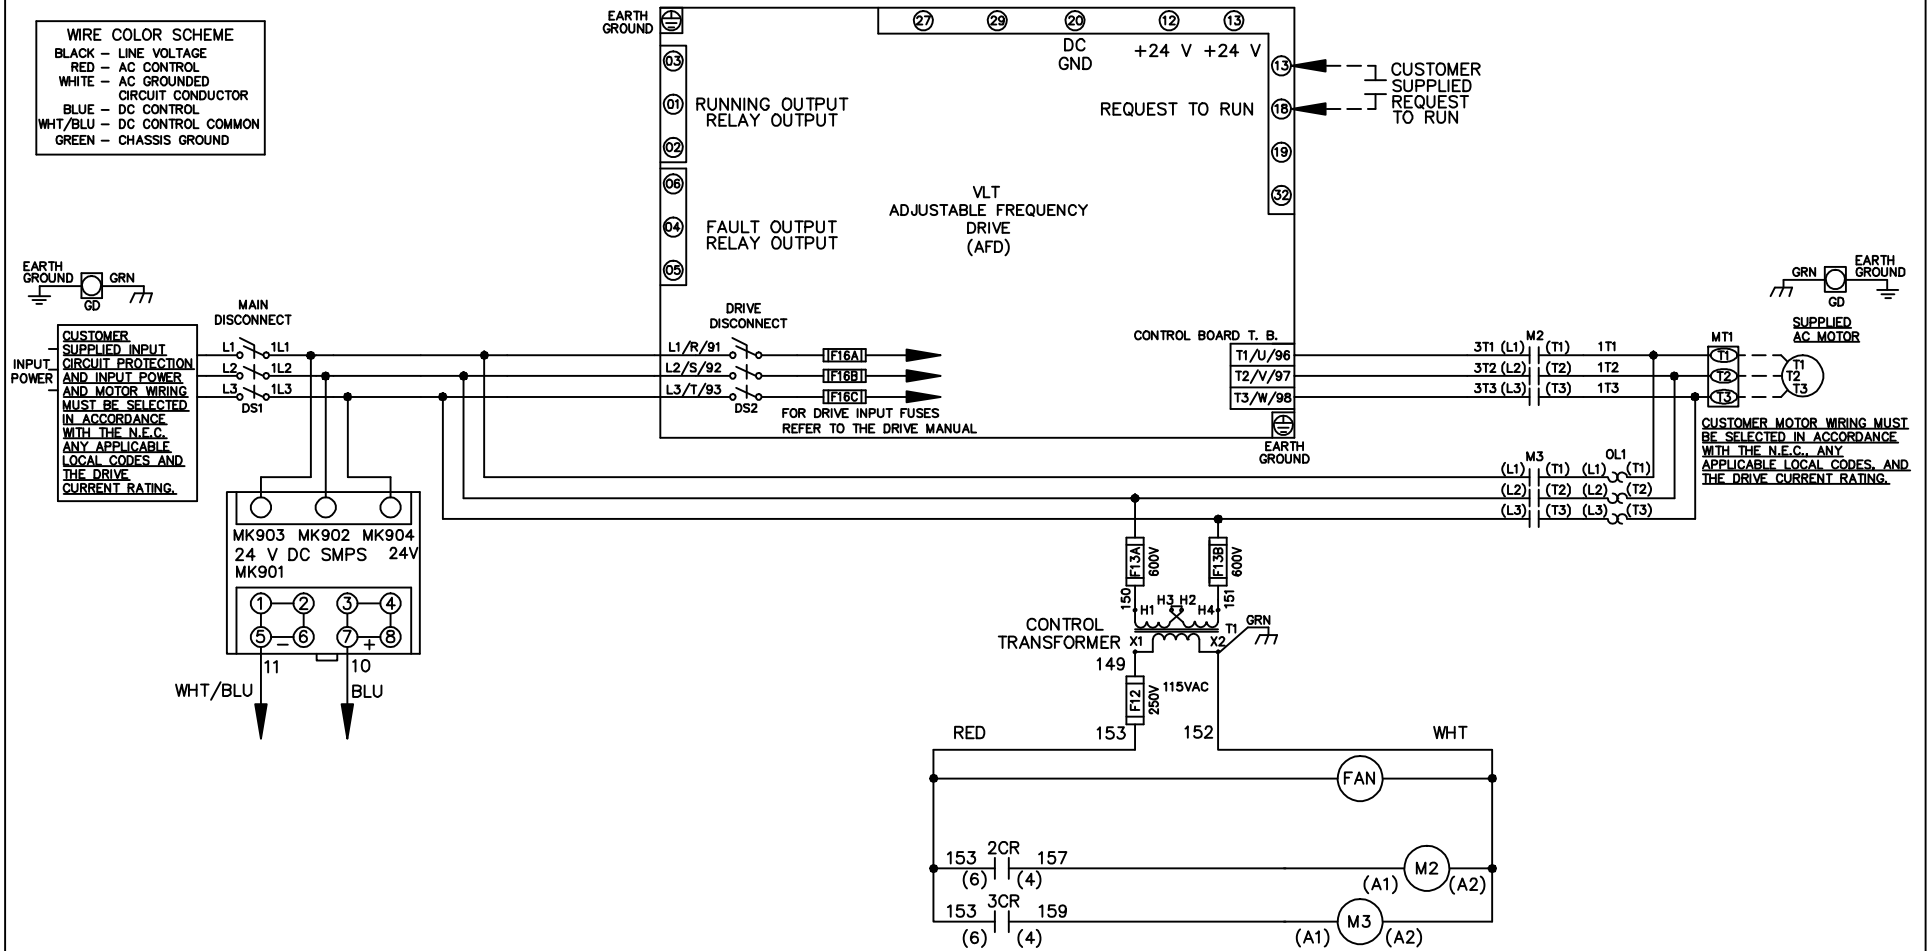 WIRE COLOR SCHEME
BLACK – LINE VOLTAGE
RED – AC CONTROL
WHITE – AC GROUNDED
CIRCUIT CONDUCTOR
BLUE – DC CONTROL
WHT/BLU – DC CONTROL COMMON
GREEN – CHASSIS GROUND
EARTH
GROUND
27
29
20
12
13
DC
GND
+24 V
+24 V
03
01
02
RUNNING OUTPUT
RELAY OUTPUT
06
04
05
FAULT OUTPUT
RELAY OUTPUT
VLT
ADJUSTABLE FREQUENCY
DRIVE
(AFD)
REQUEST TO RUN
13
18
19
32
CUSTOMER
SUPPLIED
REQUEST
TO RUN
EARTH
GROUND
GRN
GD
INPUT
POWER
CUSTOMER
SUPPLIED INPUT
CIRCUIT PROTECTION
AND INPUT POWER
AND MOTOR WIRING
MUST BE SELECTED
IN ACCORDANCE
WITH THE N.E.C.
ANY APPLICABLE
LOCAL CODES AND
THE DRIVE
CURRENT RATING.
MAIN
DISCONNECT
L1 1L1
L2 1L2
L3 1L3
DS1
DRIVE
DISCONNECT
L1/R/91
L2/S/92
L3/T/93
DS2
F16A
F16B
F16C
FOR DRIVE INPUT FUSES
REFER TO THE DRIVE MANUAL
CONTROL BOARD T. B.
T1/U/96
T2/V/97
T3/W/98
EARTH
GROUND
M2
3T1 (L1) (T1) 1T1
3T2 (L2) (T2) 1T2
3T3 (L3) (T3) 1T3
MT1
T1
T2
T3
T1
T2
T3
GRN
GD
EARTH
GROUND
SUPPLIED
AC MOTOR
CUSTOMER MOTOR WIRING MUST
BE SELECTED IN ACCORDANCE
WITH THE N.E.C., ANY
APPLICABLE LOCAL CODES, AND
THE DRIVE CURRENT RATING.
M3 OL1
(L1) (T1) (L1) (T1)
(L2) (T2) (L2) (T2)
(L3) (T3) (L3) (T3)
MK903 MK902 MK904
24 V DC SMPS 24V
MK901
1 2 3 4
5 – 6 7 + 8
11
10
WHT/BLU
BLU
F13A
600V
F13B
600V
150
151
H1 H3 H2 H4
CONTROL
TRANSFORMER
X1 X2
T1
GRN
149
F12
250V
115VAC
153
152
RED
WHT
FAN
153 2CR 157
(6) (4)
M2
(A1) (A2)
153 3CR 159
(6) (4)
M3
(A1) (A2)